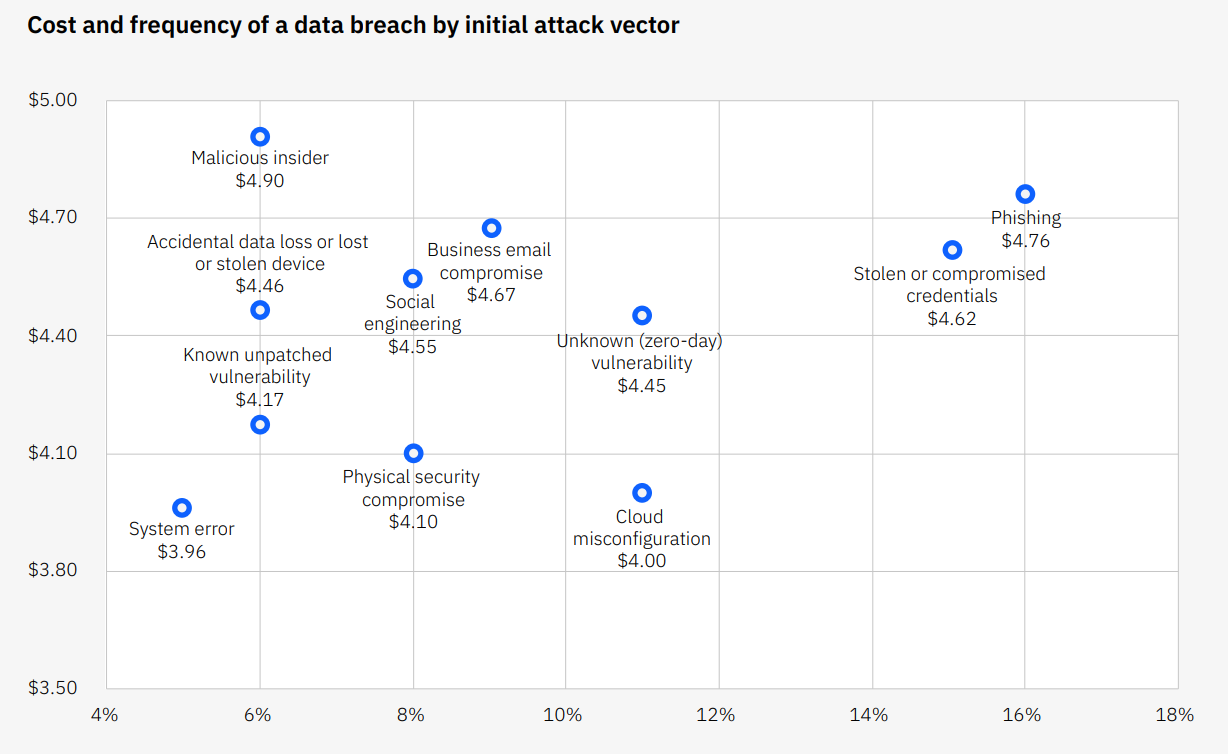 Cost and frequency of a data breach by initial attack vector
$5.00
Malicious insider
$4.90
$4.70
Phishing
$4.76
Accidental data loss or lost
or stolen device
$4.46
Business email
compromise
$4.67
Stolen or compromised
credentials
$4.62
Social
engineering
$4.55
$4.40
Unknown (zero-day)
vulnerability
$4.45
Known unpatched
vulnerability
$4.17
$4.10
Physical security
compromise
$4.10
System error
$3.96
Cloud
misconfiguration
$4.00
$3.80
$3.50
4% 6% 8% 10% 12% 14% 16% 18%